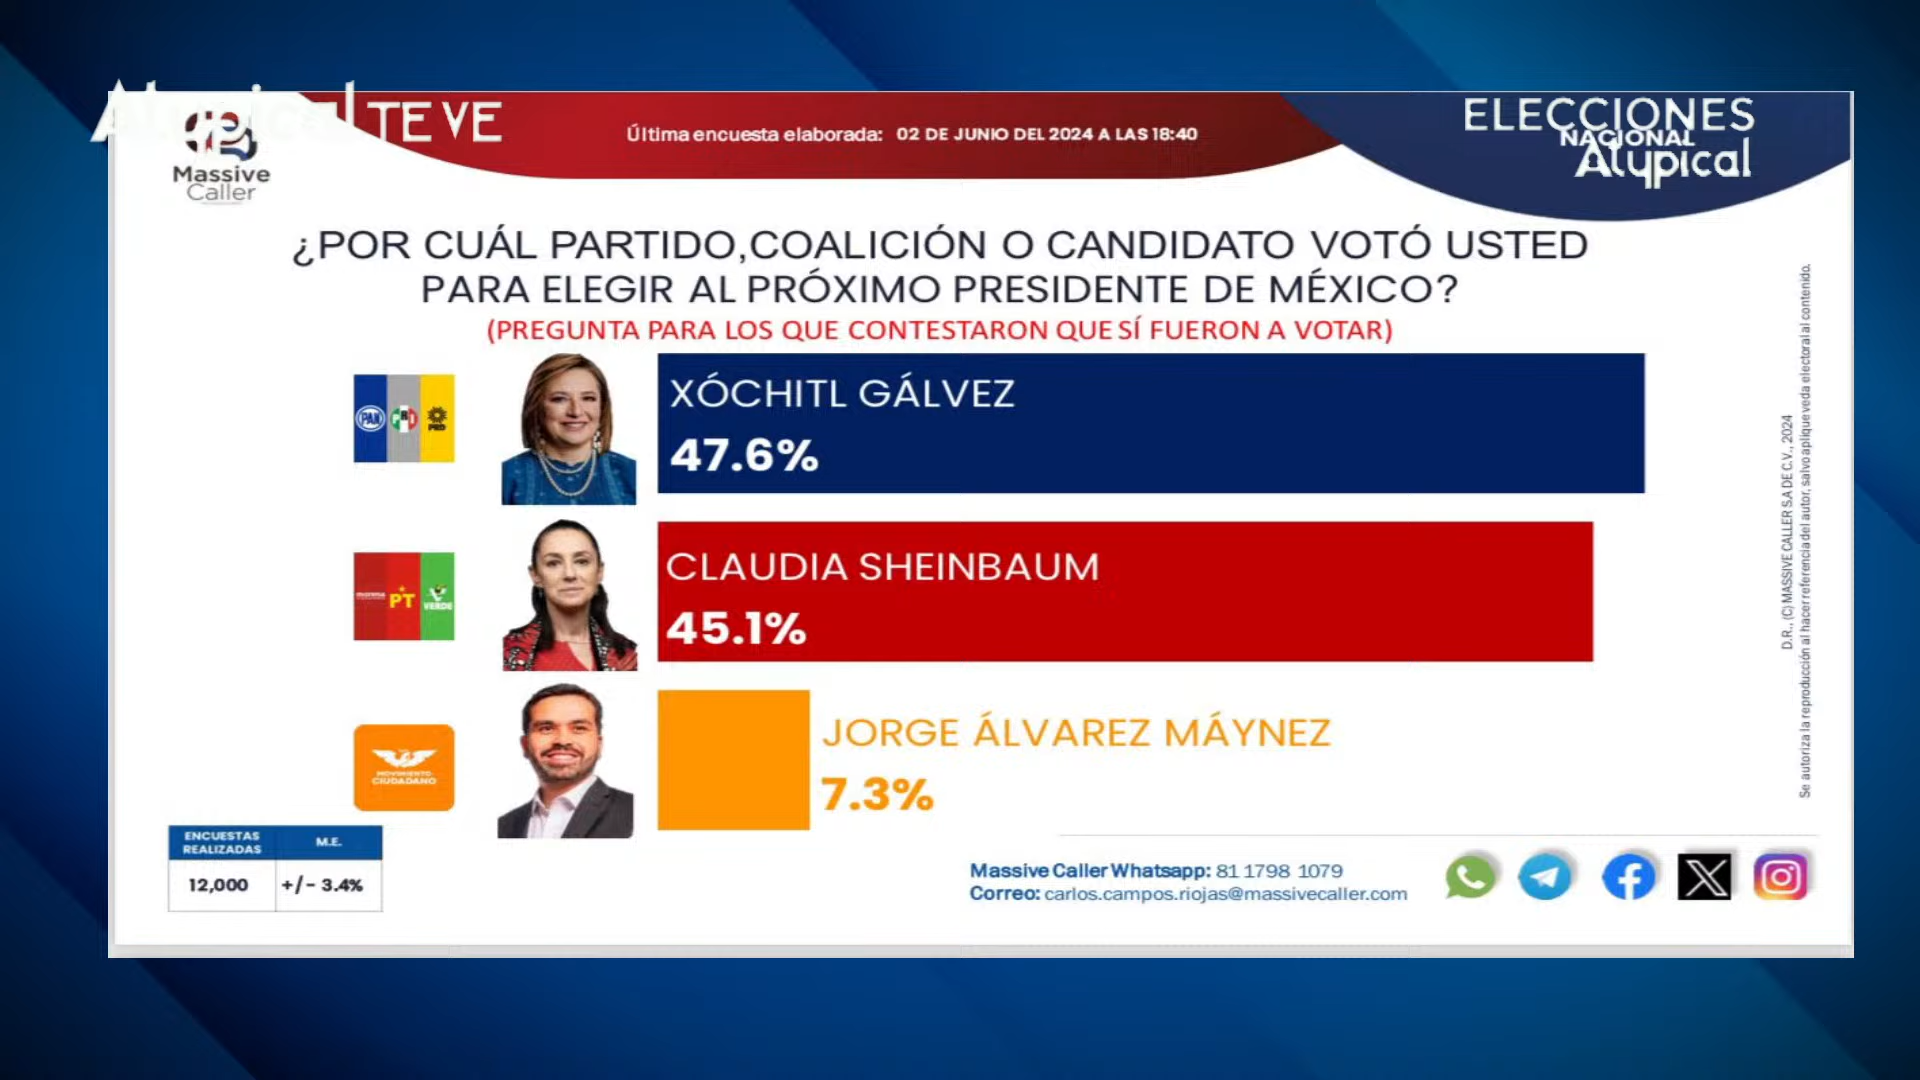 Atypical TE VE
Massive
Caller
Última encuesta elaborada: 02 DE JUNIO DEL 2024 A LAS 18:40
ELECCIONES
NACIONAL
Atypical
¿POR CUÁL PARTIDO,COALICIÓN O CANDIDATO VOTÓ USTED
PARA ELEGIR AL PRÓXIMO PRESIDENTE DE MÉXICO?
(PREGUNTA PARA LOS QUE CONTESTARON QUE SÍ FUERON A VOTAR)
PAN PRI PRD
XÓCHITL GÁLVEZ
47.6%
morena PT VERDE
CLAUDIA SHEINBAUM
45.1%
MOVIMIENTO
CIUDADANO
JORGE ÁLVAREZ MÁYNEZ
7.3%
ENCUESTAS
REALIZADAS
M.E.
12,000
+/- 3.4%
Massive Caller Whatsapp: 81 1798 1079
Correo: carlos.campos.riojas@massivecaller.com
D.R., (C) MASSIVE CALLER S.A DE C.V., 2024
Se autoriza la reproducción al hacer referencia del autor, salvo aplique veda electoral al contenido.